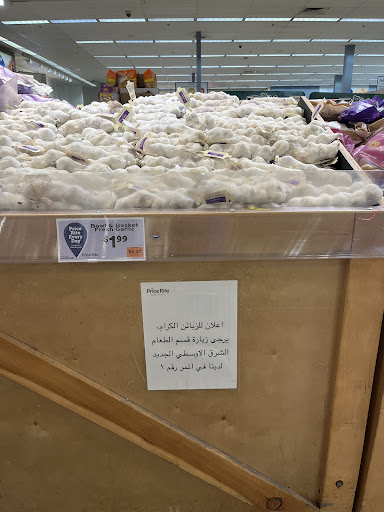 Price
Rite
Every
Day
Bowl & Basket
Fresh Garlic
$1.99
PriceRite
اعلان للزبائن الكرام،
يرجى زيارة قسم الطعام
الشرق الاوسطي الجديد
لدينا في الممر رقم ٦